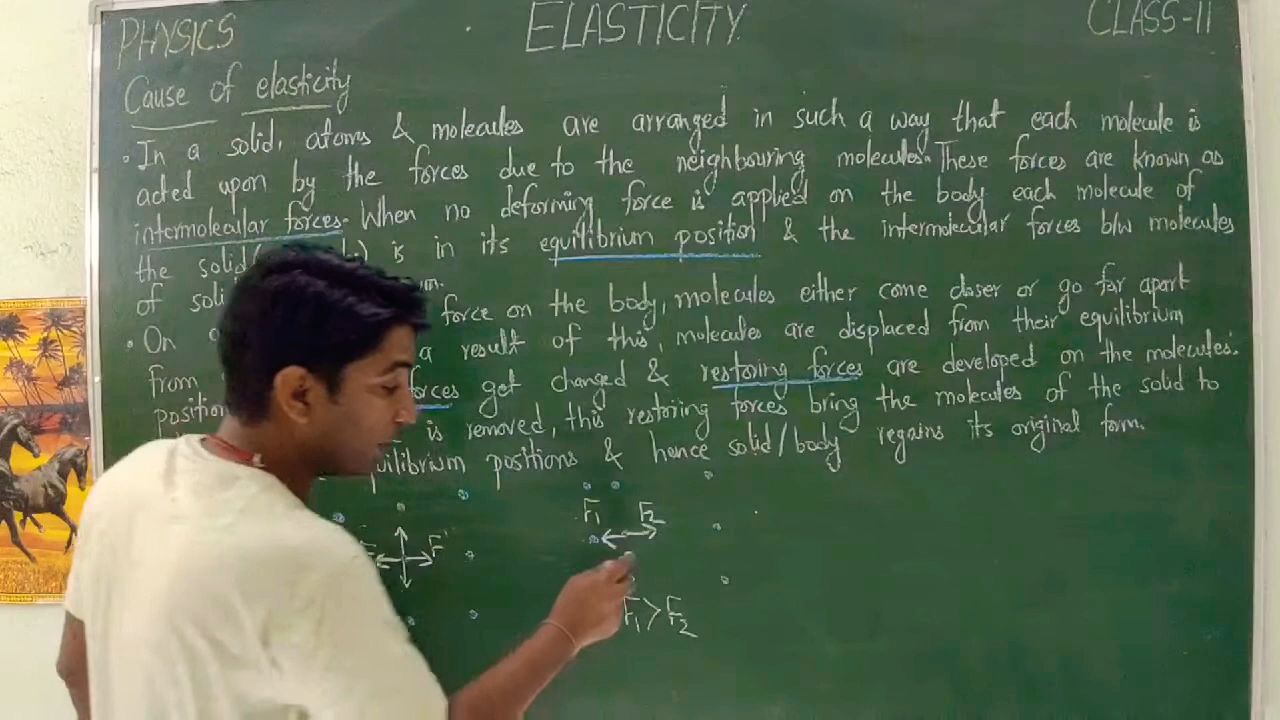 PHYSICS ELASTICITY CLASS-11
Cause of elasticity
• In a solid, atoms & molecules are arranged in such a way that each molecule is
acted upon by the forces due to the neighbouring molecules. These forces are known as
intermolecular forces. When no deforming force is applied on the body each molecule of
the solid is in its equilibrium position & the intermolecular forces b/w molecules
of
• On force on the body, molecules either come closer or go far apart
from a result of this, molecules are displaced from their equilibrium
position get changed & restoring forces are developed on the molecules.
is removed, this restoring forces bring the molecules of the solid to
positions & hence solid/body regains its original form.
F
F1 F2
F1 > F2